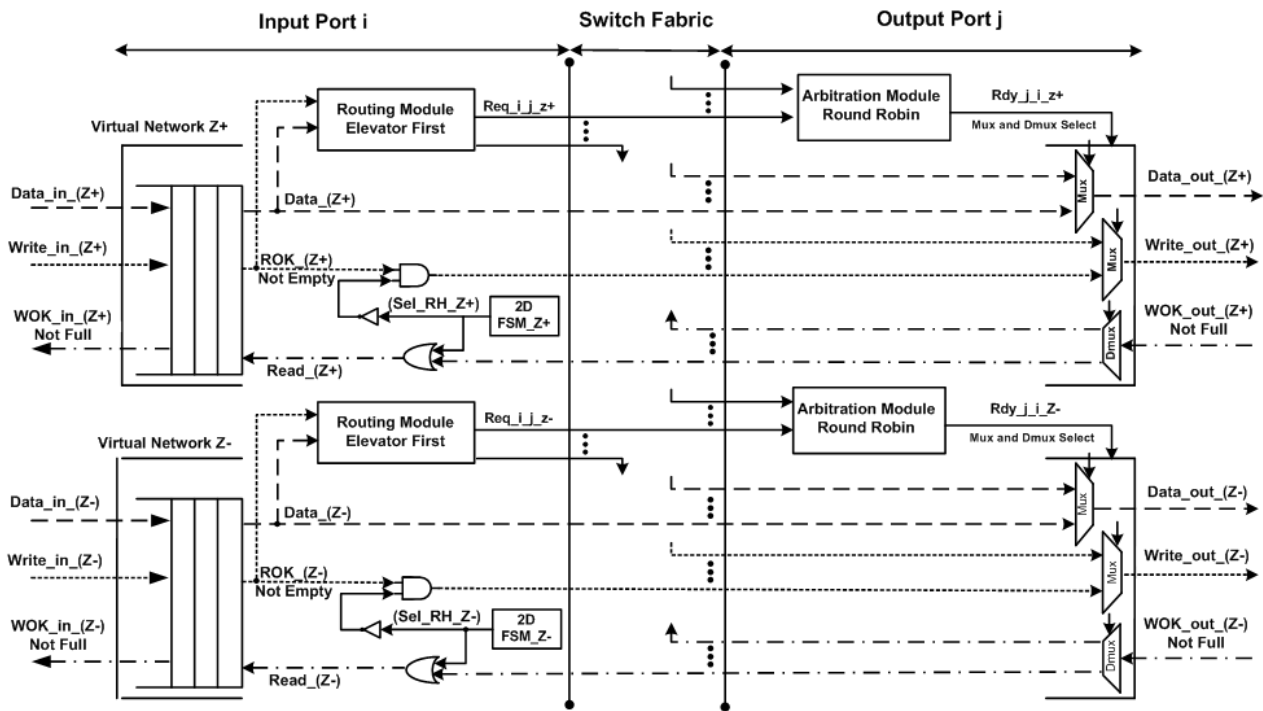 Input Port i
Switch Fabric
Output Port j
Virtual Network Z+
Routing Module
Elevator First
Req_i_j_z+
Arbitration Module
Round Robin
Rdy_j_i_z+
Mux and Dmux Select
Data_in_(Z+)
Data_(Z+)
Mux
Data_out_(Z+)
Write_in_(Z+)
ROK_(Z+)
Not Empty
Mux
Write_out_(Z+)
(Sel_RH_Z+)
2D
FSM_Z+
WOK_in_(Z+)
Not Full
Read_(Z+)
Dmux
WOK_out_(Z+)
Not Full
Virtual Network Z-
Routing Module
Elevator First
Req_i_j_z-
Arbitration Module
Round Robin
Rdy_j_i_Z-
Mux and Dmux Select
Data_in_(Z-)
Data_(Z-)
Mux
Data_out_(Z-)
Write_in_(Z-)
ROK_(Z-)
Not Empty
Mux
Write_out_(Z-)
(Sel_RH_Z-)
2D
FSM_Z-
WOK_in_(Z-)
Not Full
Read_(Z-)
Dmux
WOK_out_(Z-)
Not Full